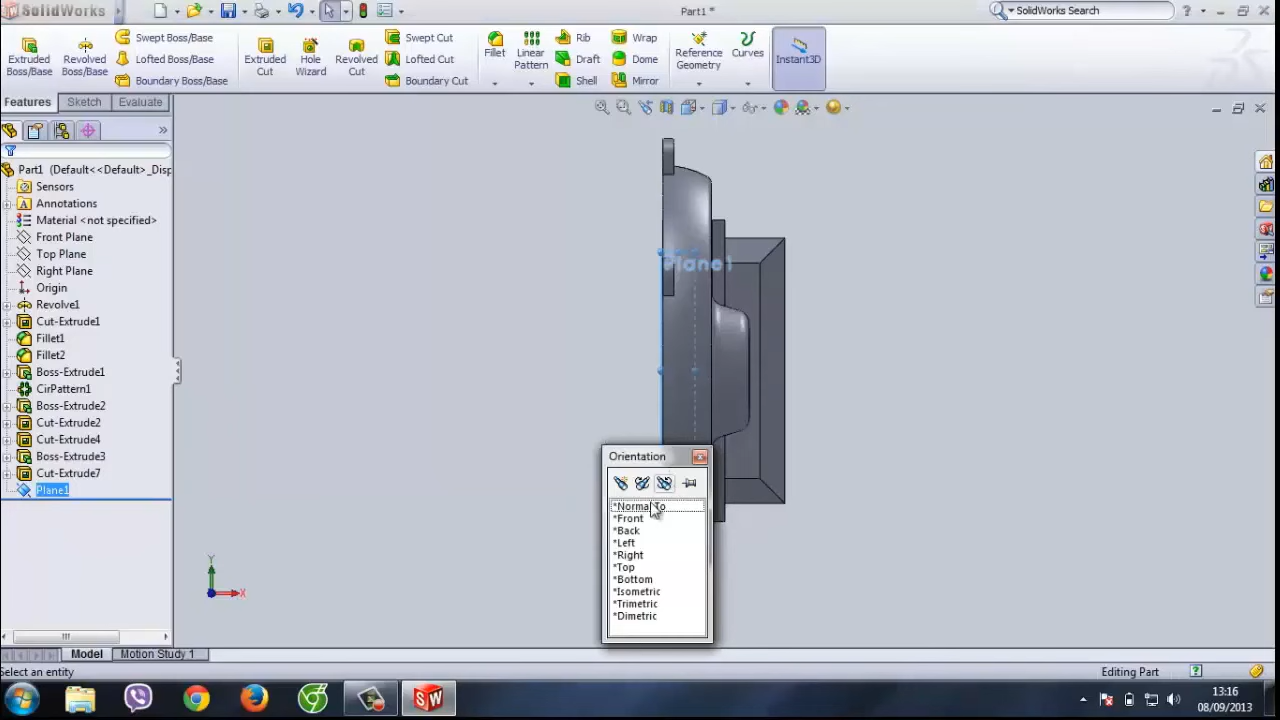 SolidWorks
Part1 *
SolidWorks Search
Extruded Boss/Base
Revolved Boss/Base
Swept Boss/Base
Lofted Boss/Base
Boundary Boss/Base
Extruded Cut
Hole Wizard
Revolved Cut
Swept Cut
Lofted Cut
Boundary Cut
Fillet
Linear Pattern
Rib
Draft
Shell
Wrap
Dome
Mirror
Reference Geometry
Curves
Instant3D
Features
Sketch
Evaluate
Part1 (Default<<Default>_Disp
Sensors
Annotations
Material <not specified>
Front Plane
Top Plane
Right Plane
Origin
Revolve1
Cut-Extrude1
Fillet1
Fillet2
Boss-Extrude1
CirPattern1
Boss-Extrude2
Cut-Extrude2
Cut-Extrude4
Boss-Extrude3
Cut-Extrude7
Plane1
Plane1
Orientation
*Normal To
*Front
*Back
*Left
*Right
*Top
*Bottom
*Isometric
*Trimetric
*Dimetric
Y
X
Model
Motion Study 1
Select an entity
Editing Part
13:16
08/09/2013